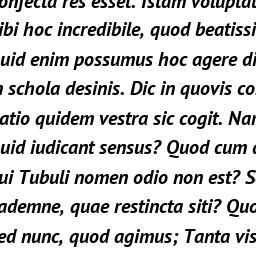 onjecta res esset. Istam voluptat
ibi hoc incredibile, quod beatissi
uid enim possumus hoc agere di
n schola desinis. Dic in quovis co
atio quidem vestra sic cogit. Nar
uid iudicant sensus? Quod cum a
ui Tubuli nomen odio non est? S
ademne, quae restincta siti? Quo
ed nunc, quod agimus; Tanta vis